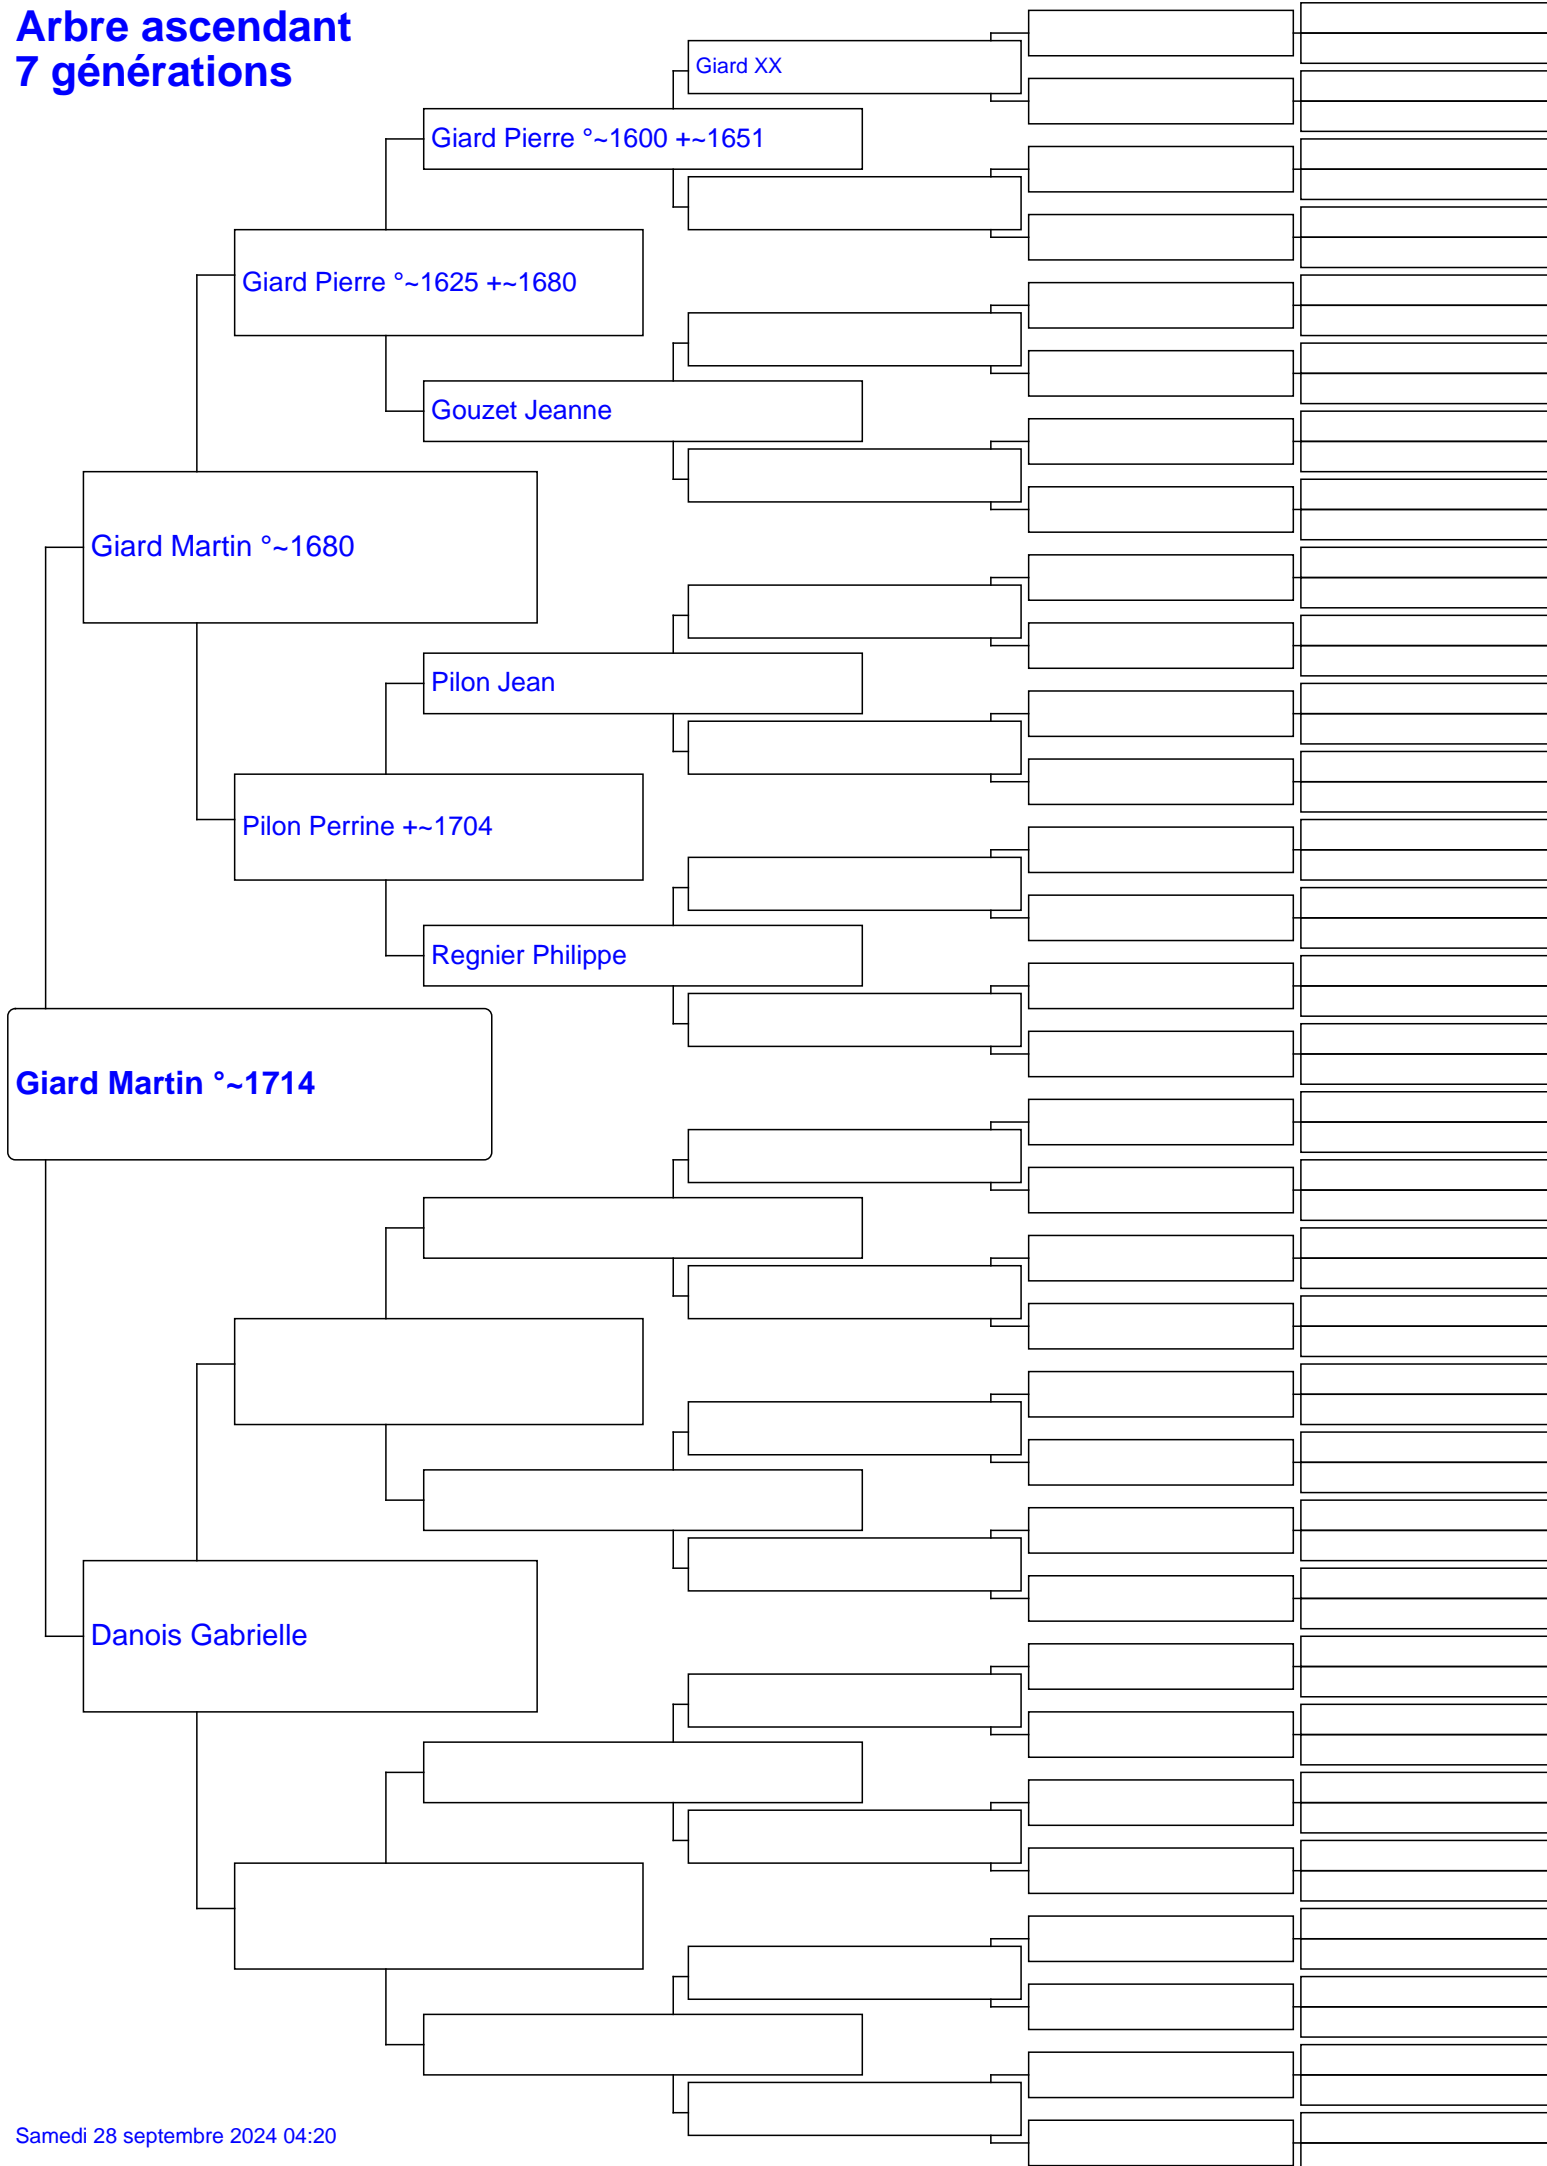 Arbre ascendant
7 générations
Giard XX
Giard Pierre °~1600 +~1651
Giard Pierre °~1625 +~1680
Gouzet Jeanne
Giard Martin °~1680
Pilon Jean
Pilon Perrine +~1704
Regnier Philippe
Giard Martin °~1714
Danois Gabrielle
Samedi 28 septembre 2024 04:20